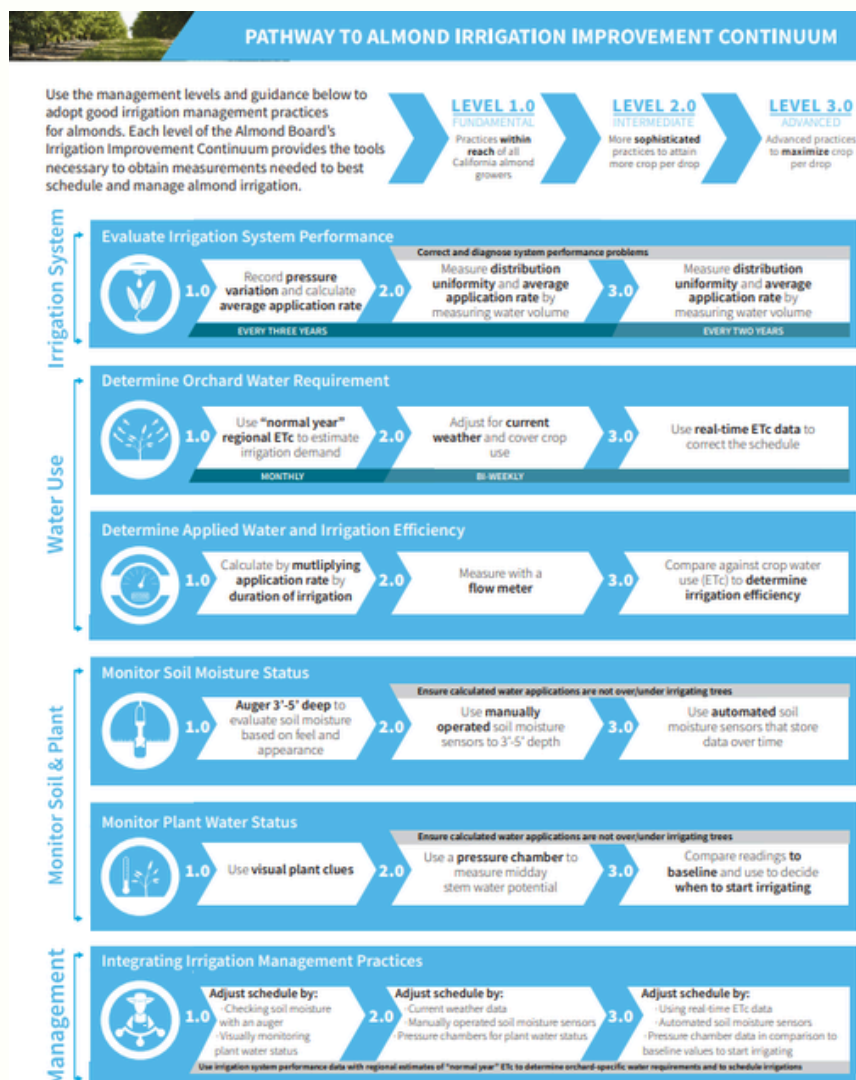 PATHWAY T0 ALMOND IRRIGATION IMPROVEMENT CONTINUUM
Use the management levels and guidance below to
adopt good irrigation management practices
for almonds. Each level of the Almond Board’s
Irrigation Improvement Continuum provides the tools
necessary to obtain measurements needed to best
schedule and manage almond irrigation.
LEVEL 1.0
FUNDAMENTAL
Practices within
reach of all
California almond
growers
LEVEL 2.0
INTERMEDIATE
More sophisticated
practices to attain
more crop per drop
LEVEL 3.0
ADVANCED
Advanced practices
to maximize crop
per drop
Irrigation System
Evaluate Irrigation System Performance
Correct and diagnose system performance problems
1.0
Record pressure
variation and calculate
average application rate
2.0
Measure distribution
uniformity and average
application rate by
measuring water volume
3.0
Measure distribution
uniformity and average
application rate by
measuring water volume
EVERY THREE YEARS
EVERY TWO YEARS
Water Use
Determine Orchard Water Requirement
1.0
Use “normal year”
regional ETc to estimate
irrigation demand
2.0
Adjust for current
weather and cover crop
use
3.0
Use real-time ETc data to
correct the schedule
MONTHLY
BI-WEEKLY
Determine Applied Water and Irrigation Efficiency
1.0
Calculate by mutliplying
application rate by
duration of irrigation
2.0
Measure with a
flow meter
3.0
Compare against crop water
use (ETc) to determine
irrigation efficiency
Monitor Soil & Plant
Monitor Soil Moisture Status
Ensure calculated water applications are not over/under irrigating trees
1.0
Auger 3'-5' deep to
evaluate soil moisture
based on feel and
appearance
2.0
Use manually
operated soil moisture
sensors to 3'-5' depth
3.0
Use automated soil
moisture sensors that store
data over time
Monitor Plant Water Status
Ensure calculated water applications are not over/under irrigating trees
1.0
Use visual plant clues
2.0
Use a pressure chamber to
measure midday
stem water potential
3.0
Compare readings to
baseline and use to decide
when to start irrigating
Management
Integrating Irrigation Management Practices
1.0
Adjust schedule by:
·Checking soil moisture
with an auger
·Visually monitoring
plant water status
2.0
Adjust schedule by:
·Current weather data
·Manually operated soil moisture sensors
·Pressure chambers for plant water status
3.0
Adjust schedule by:
·Using real-time ETc data
·Automated soil moisture sensors
·Pressure chamber data in comparison to
baseline values to start irrigating
Use irrigation system performance data with regional estimates of “normal year” ETc to determine orchard-specific water requirements and to schedule irrigations